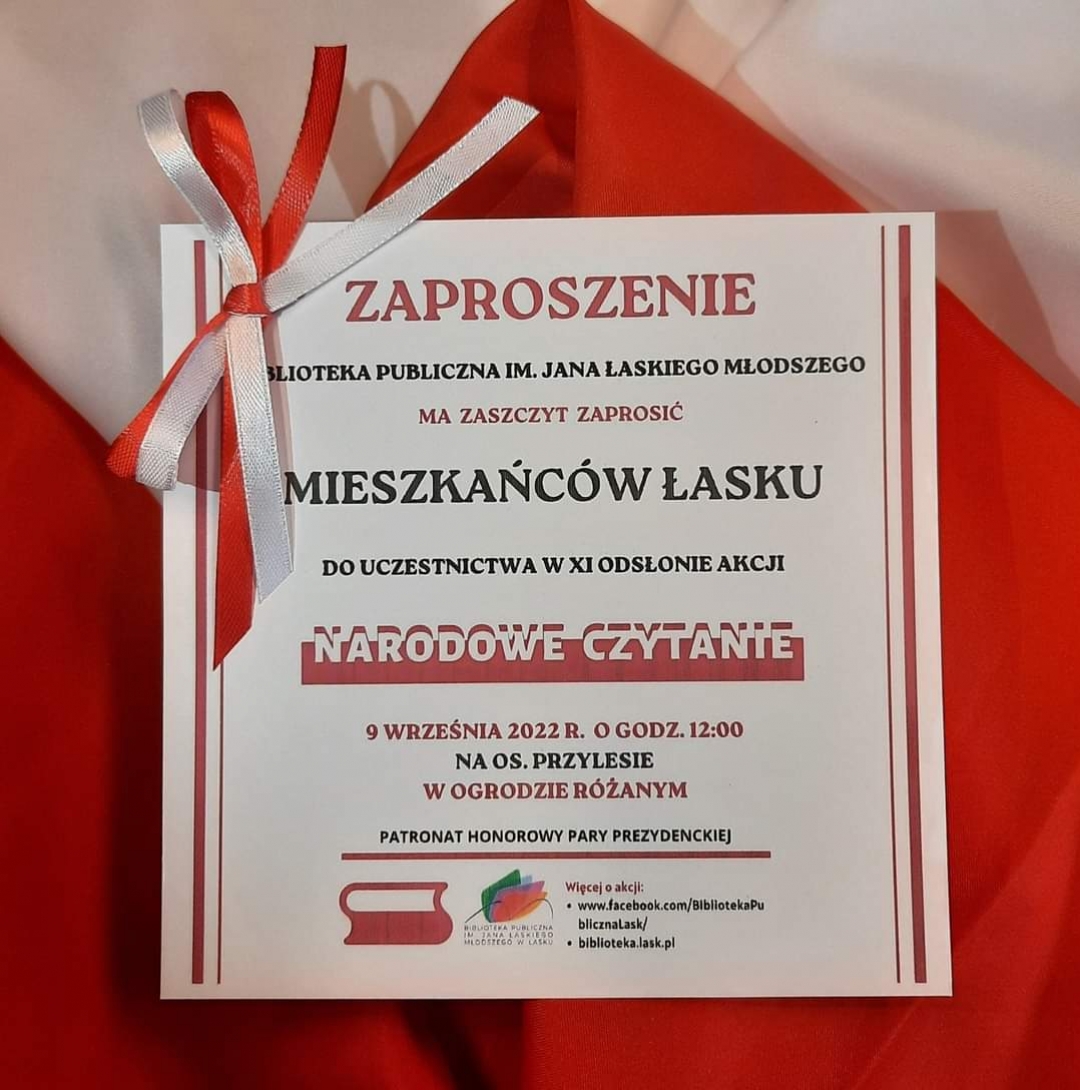 ZAPROSZENIE
BLIOTEKA PUBLICZNA IM. JANA ŁASKIEGO MŁODSZEGO
MA ZASZCZYT ZAPROSIĆ
MIESZKAŃCÓW ŁASKU
DO UCZESTNICTWA W XI ODSŁONIE AKCJI
NARODOWE CZYTANIE
9 WRZEŚNIA 2022 R. O GODZ. 12:00
NA OS. PRZYLESIE
W OGRODZIE RÓŻANYM
PATRONAT HONOROWY PARY PREZYDENCKIEJ
BIBLIOTEKA PUBLICZNA
IM. JANA ŁASKIEGO
MŁODSZEGO W ŁASKU
Więcej o akcji:
• www.facebook.com/BIbliotekaPu
blicznaLask/
• biblioteka.lask.pl